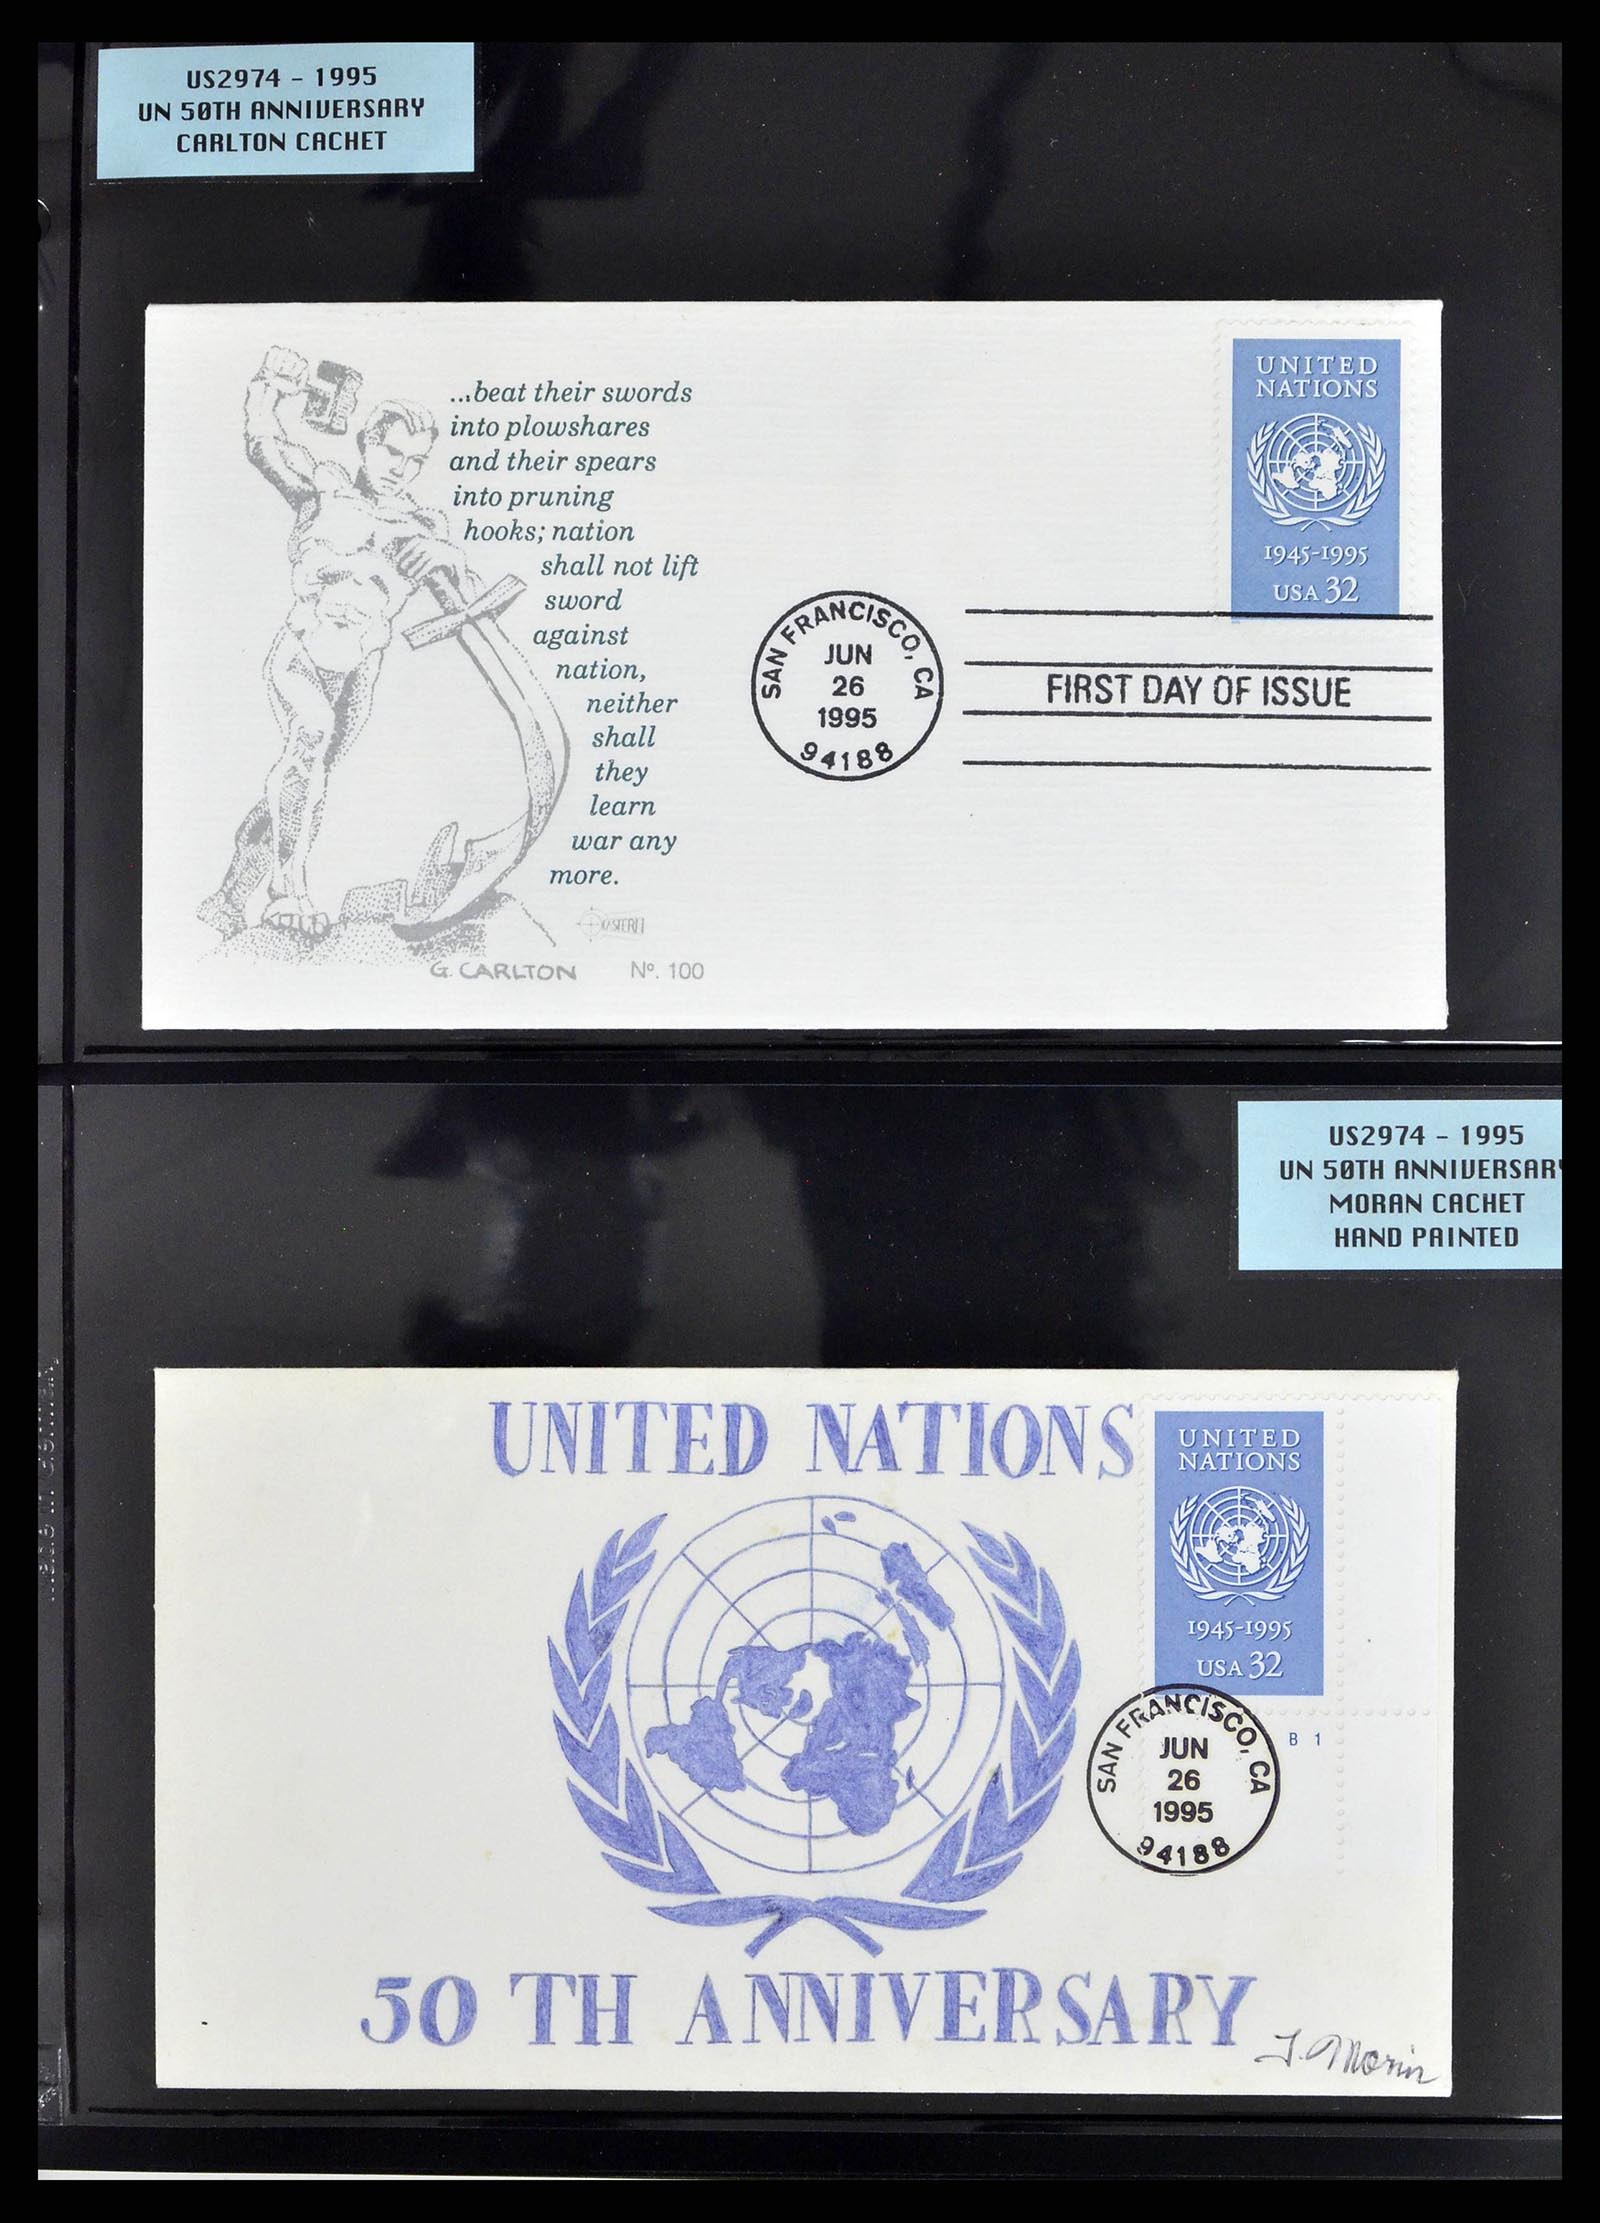 US2974 - 1995
UN 50TH ANNIVERSARY
CARLTON CACHET
...beat their swords
into plowshares
and their spears
into pruning
hooks; nation
shall not lift
sword
against
nation,
neither
shall
they
learn
war any
more.
G. CARLTON Nº. 100
UNITED
NATIONS
1945-1995
USA 32
SAN FRANCISCO, CA
JUN
26
1995
94188
FIRST DAY OF ISSUE
US2974 - 1995
UN 50TH ANNIVERSARY
MORAN CACHET
HAND PAINTED
UNITED NATIONS
50 TH ANNIVERSARY
UNITED
NATIONS
1945-1995
USA 32
B 1
SAN FRANCISCO, CA
JUN
26
1995
94188